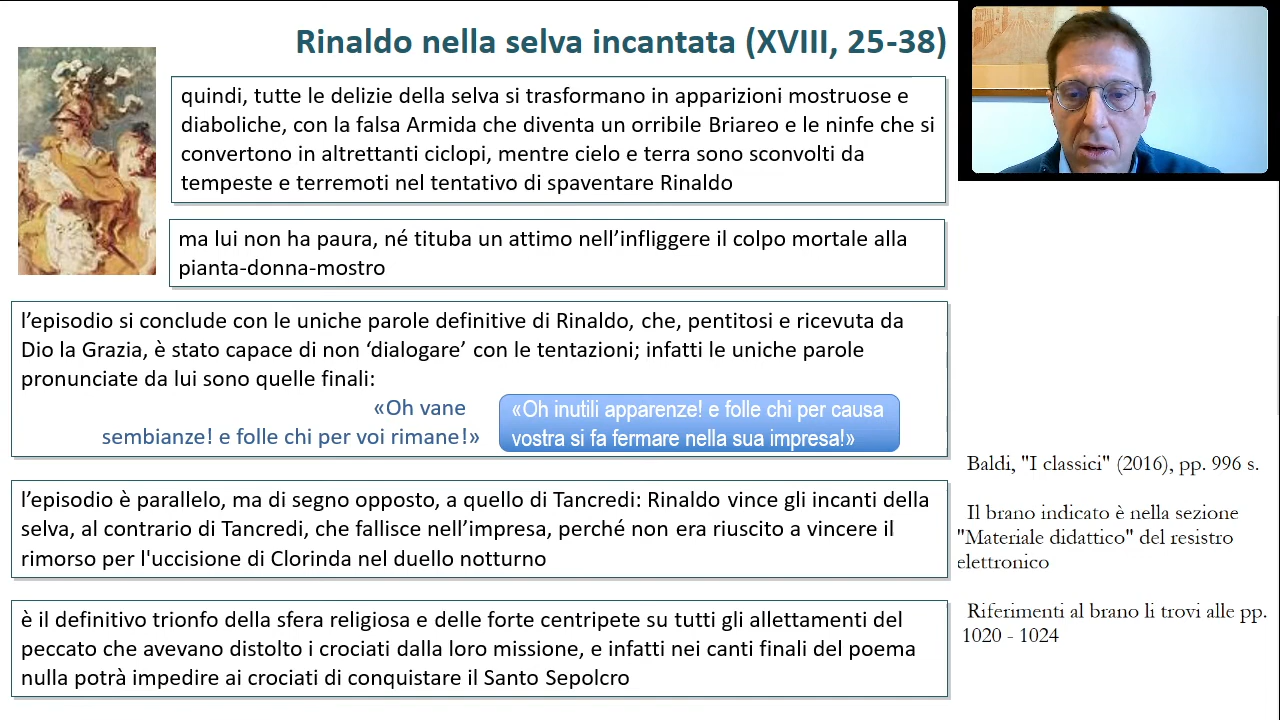 Rinaldo nella selva incantata (XVIII, 25-38)
quindi, tutte le delizie della selva si trasformano in apparizioni mostruose e
diaboliche, con la falsa Armida che diventa un orribile Briareo e le ninfe che si
convertono in altrettanti ciclopi, mentre cielo e terra sono sconvolti da
tempeste e terremoti nel tentativo di spaventare Rinaldo
ma lui non ha paura, né tituba un attimo nell’infliggere il colpo mortale alla
pianta-donna-mostro
l’episodio si conclude con le uniche parole definitive di Rinaldo, che, pentitosi e ricevuta da
Dio la Grazia, è stato capace di non ‘dialogare’ con le tentazioni; infatti le uniche parole
pronunciate da lui sono quelle finali:
«Oh vane
sembianze! e folle chi per voi rimane!»
«Oh inutili apparenze! e folle chi per causa
vostra si fa fermare nella sua impresa!»
l’episodio è parallelo, ma di segno opposto, a quello di Tancredi: Rinaldo vince gli incanti della
selva, al contrario di Tancredi, che fallisce nell’impresa, perché non era riuscito a vincere il
rimorso per l'uccisione di Clorinda nel duello notturno
è il definitivo trionfo della sfera religiosa e delle forte centripete su tutti gli allettamenti del
peccato che avevano distolto i crociati dalla loro missione, e infatti nei canti finali del poema
nulla potrà impedire ai crociati di conquistare il Santo Sepolcro
Baldi, "I classici" (2016), pp. 996 s.
Il brano indicato è nella sezione
"Materiale didattico" del resistro
elettronico
Riferimenti al brano li trovi alle pp.
1020 - 1024